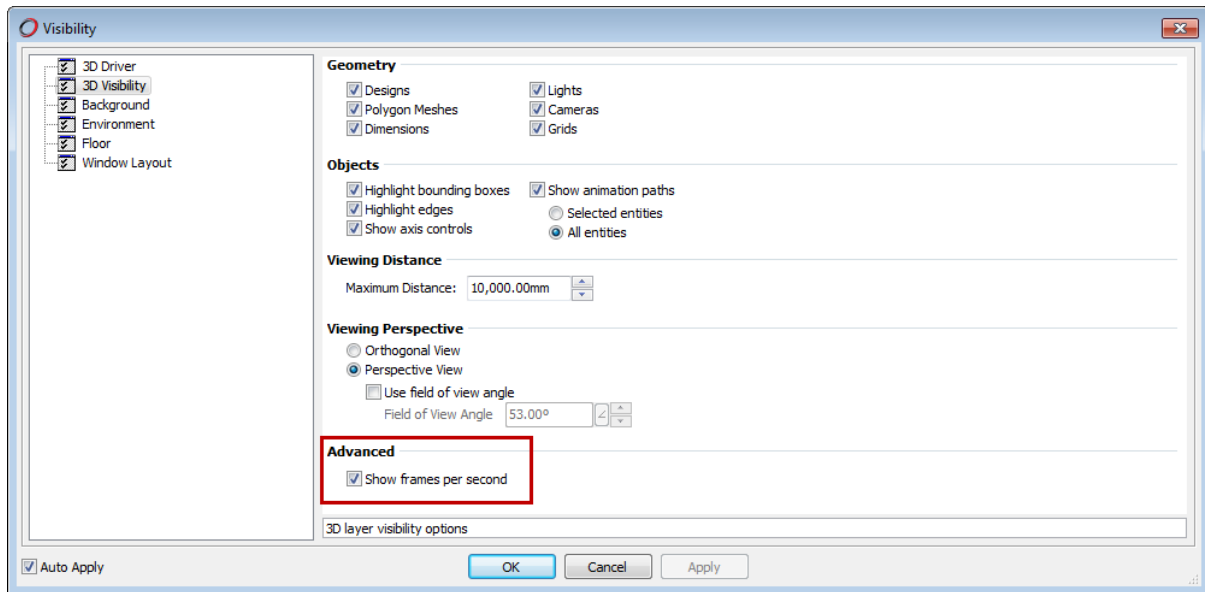 Visibility
3D Driver
3D Visibility
Background
Environment
Floor
Window Layout
Geometry
Designs
Lights
Polygon Meshes
Cameras
Dimensions
Grids
Objects
Highlight bounding boxes
Show animation paths
Highlight edges
Selected entities
Show axis controls
All entities
Viewing Distance
Maximum Distance: 10,000.00mm
Viewing Perspective
Orthogonal View
Perspective View
Use field of view angle
Field of View Angle 53.00º
Advanced
Show frames per second
3D layer visibility options
Auto Apply
OK
Cancel
Apply